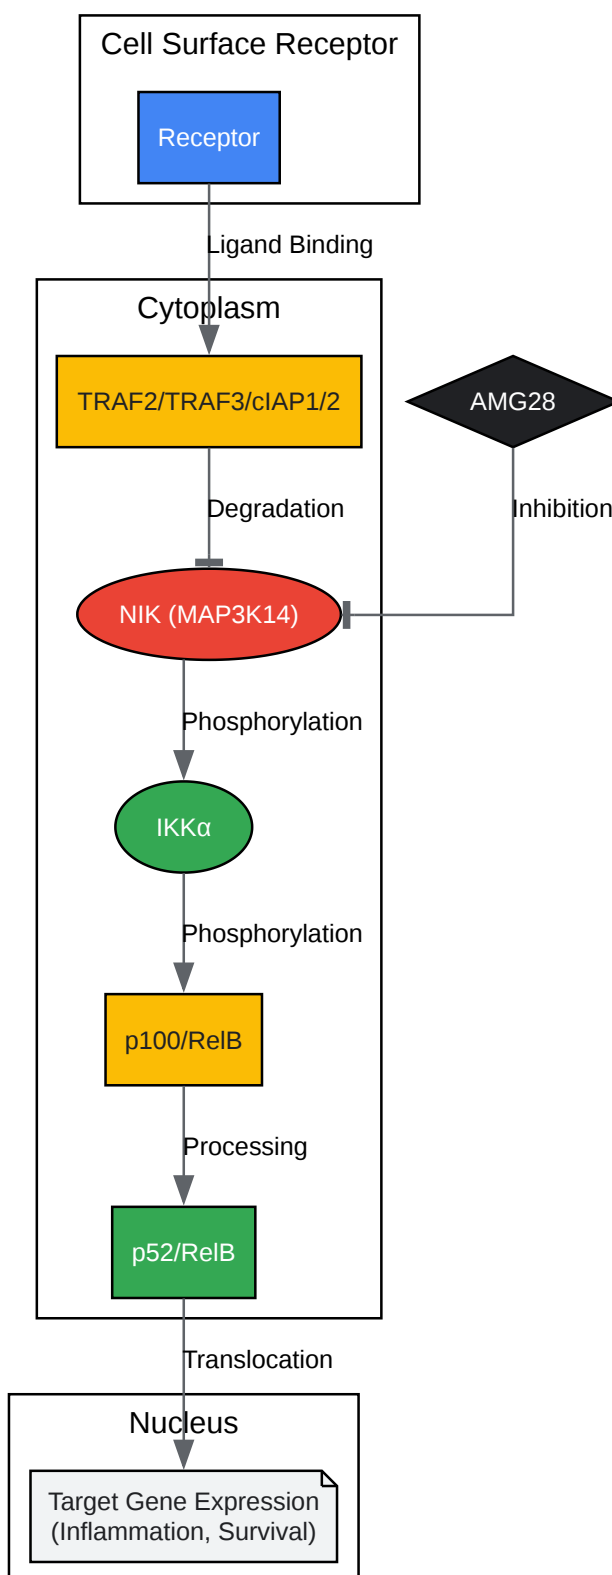 Cell Surface Receptor
Receptor
Ligand Binding
Cytoplasm
TRAF2/TRAF3/cIAP1/2
AMG28
Degradation
Inhibition
NIK (MAP3K14)
Phosphorylation
IKKα
Phosphorylation
p100/RelB
Processing
p52/RelB
Translocation
Nucleus
Target Gene Expression
(Inflammation, Survival)